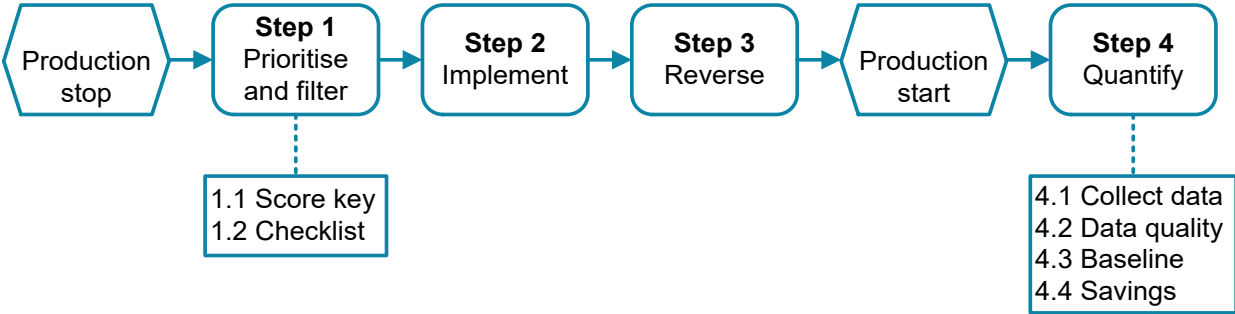 Production
stop
Step 1
Prioritise
and filter
Step 2
Implement
Step 3
Reverse
Production
start
Step 4
Quantify
1.1 Score key
1.2 Checklist
4.1 Collect data
4.2 Data quality
4.3 Baseline
4.4 Savings